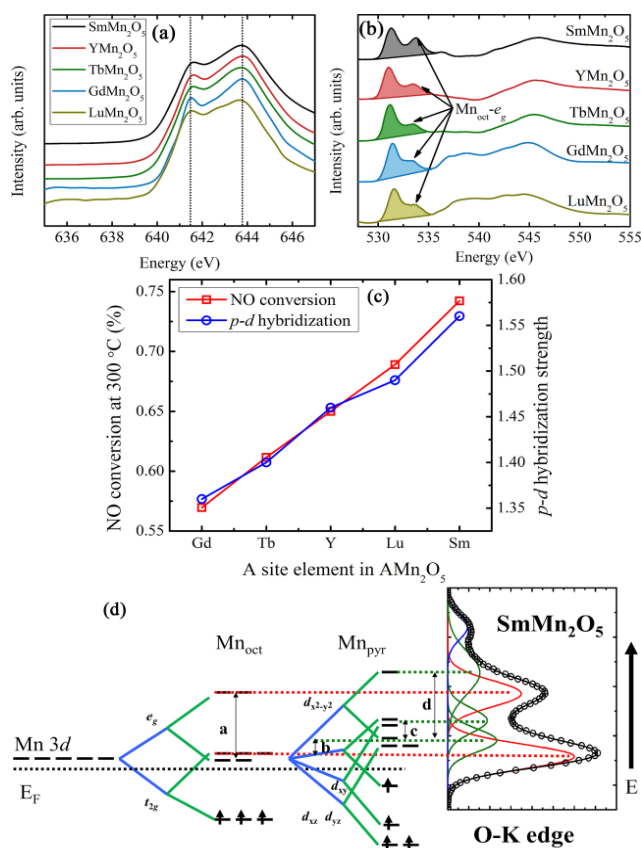 (a)
SmMn2O5
YMn2O5
TbMn2O5
GdMn2O5
LuMn2O5
Intensity (arb. units)
636 638 640 642 644 646
Energy (eV)
(b)
SmMn2O5
YMn2O5
Mnoct-eg
TbMn2O5
GdMn2O5
LuMn2O5
Intensity (arb. units)
530 535 540 545 550 555
Energy (eV)
(c)
NO conversion
p-d hybridization
NO conversion at 300 °C (%)
0.75
0.70
0.65
0.60
0.55
p-d hybridization strength
1.60
1.55
1.50
1.45
1.40
1.35
Gd Tb Y Lu Sm
A site element in AMn2O5
(d)
Mnoct
Mnpyr
SmMn2O5
eg
dx2-y2
a
d
c
b
Mn 3d
EF
t2g
dxy
dxz dyz
E
O-K edge